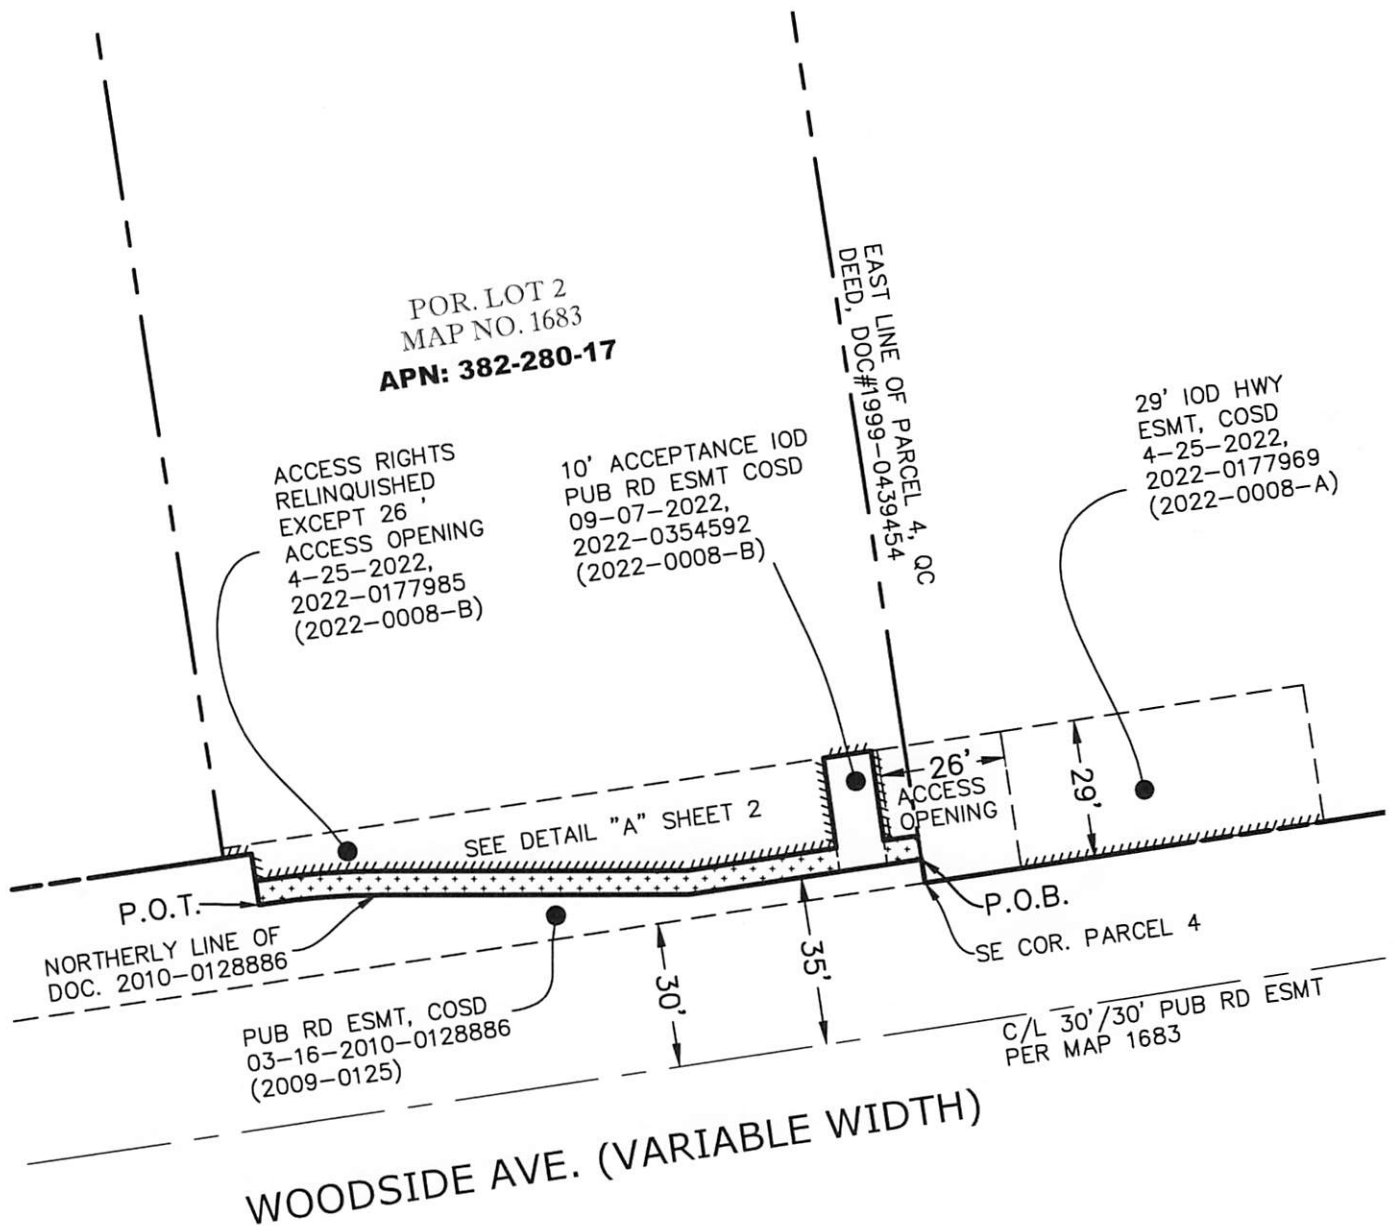 POR. LOT 2
MAP NO. 1683
APN: 382-280-17
EAST LINE OF PARCEL 4, QC
DEED, DOC#1999-0439454
ACCESS RIGHTS
RELINQUISHED
EXCEPT 26 '
ACCESS OPENING
4-25-2022,
2022-0177985
(2022-0008-B)
10' ACCEPTANCE IOD
PUB RD ESMT COSD
09-07-2022,
2022-0354592
(2022-0008-B)
29' IOD HWY
ESMT, COSD
4-25-2022,
2022-0177969
(2022-0008-A)
SEE DETAIL "A" SHEET 2
26'
ACCESS
OPENING
29'
P.O.T.
NORTHERLY LINE OF
DOC. 2010-0128886
P.O.B.
SE COR. PARCEL 4
35'
30'
PUB RD ESMT, COSD
03-16-2010-0128886
(2009-0125)
C/L 30'/30' PUB RD ESMT
PER MAP 1683
WOODSIDE AVE. (VARIABLE WIDTH)